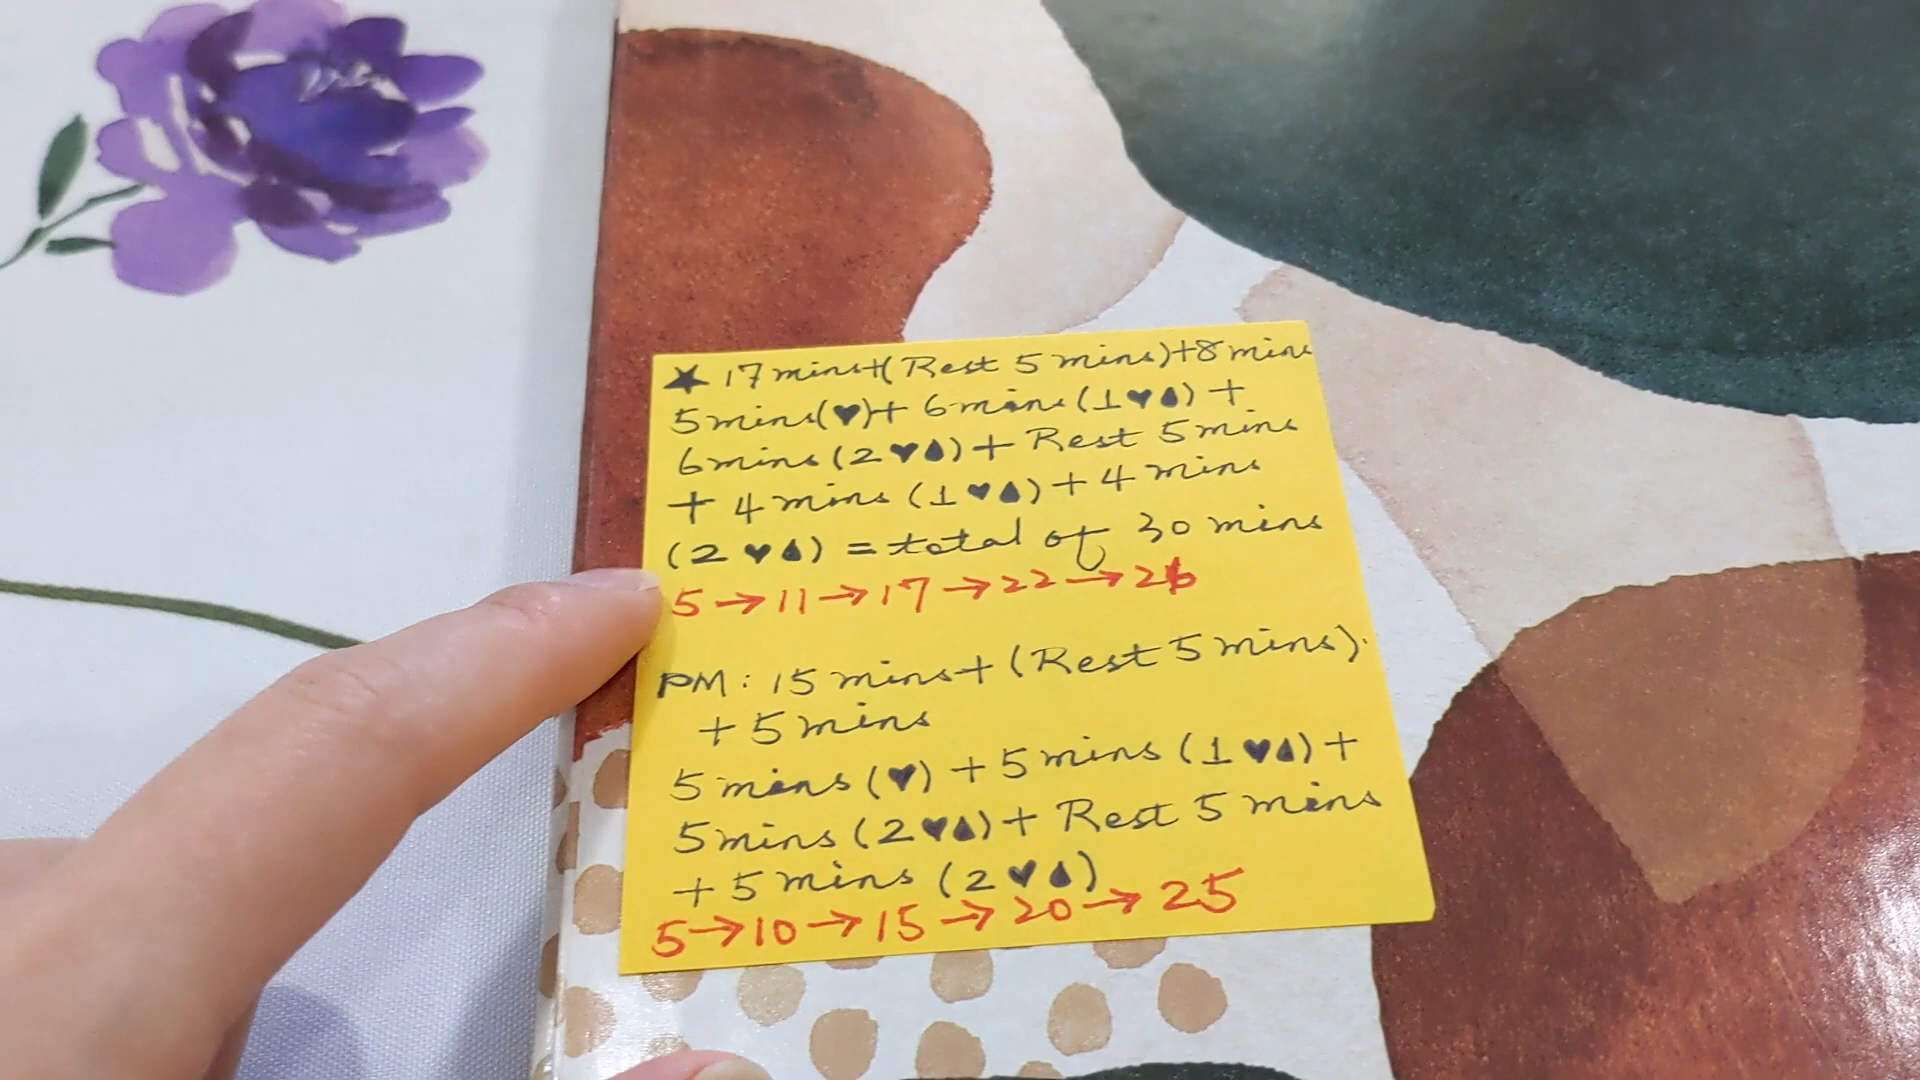 ★ 17 mins+(Rest 5 mins)+8 mins
5 mins(♥)+ 6 mins (1♥💧) +
6 mins (2♥💧) + Rest 5 mins
+ 4 mins (1♥💧) + 4 mins
(2♥💧) = total of 30 mins
5→11→17→22→26
PM: 15 mins+ (Rest 5 mins).
+ 5 mins
5 mins (♥) + 5 mins (1♥💧) +
5 mins (2♥💧) + Rest 5 mins
+ 5 mins (2♥💧)
5→10→15→20→25